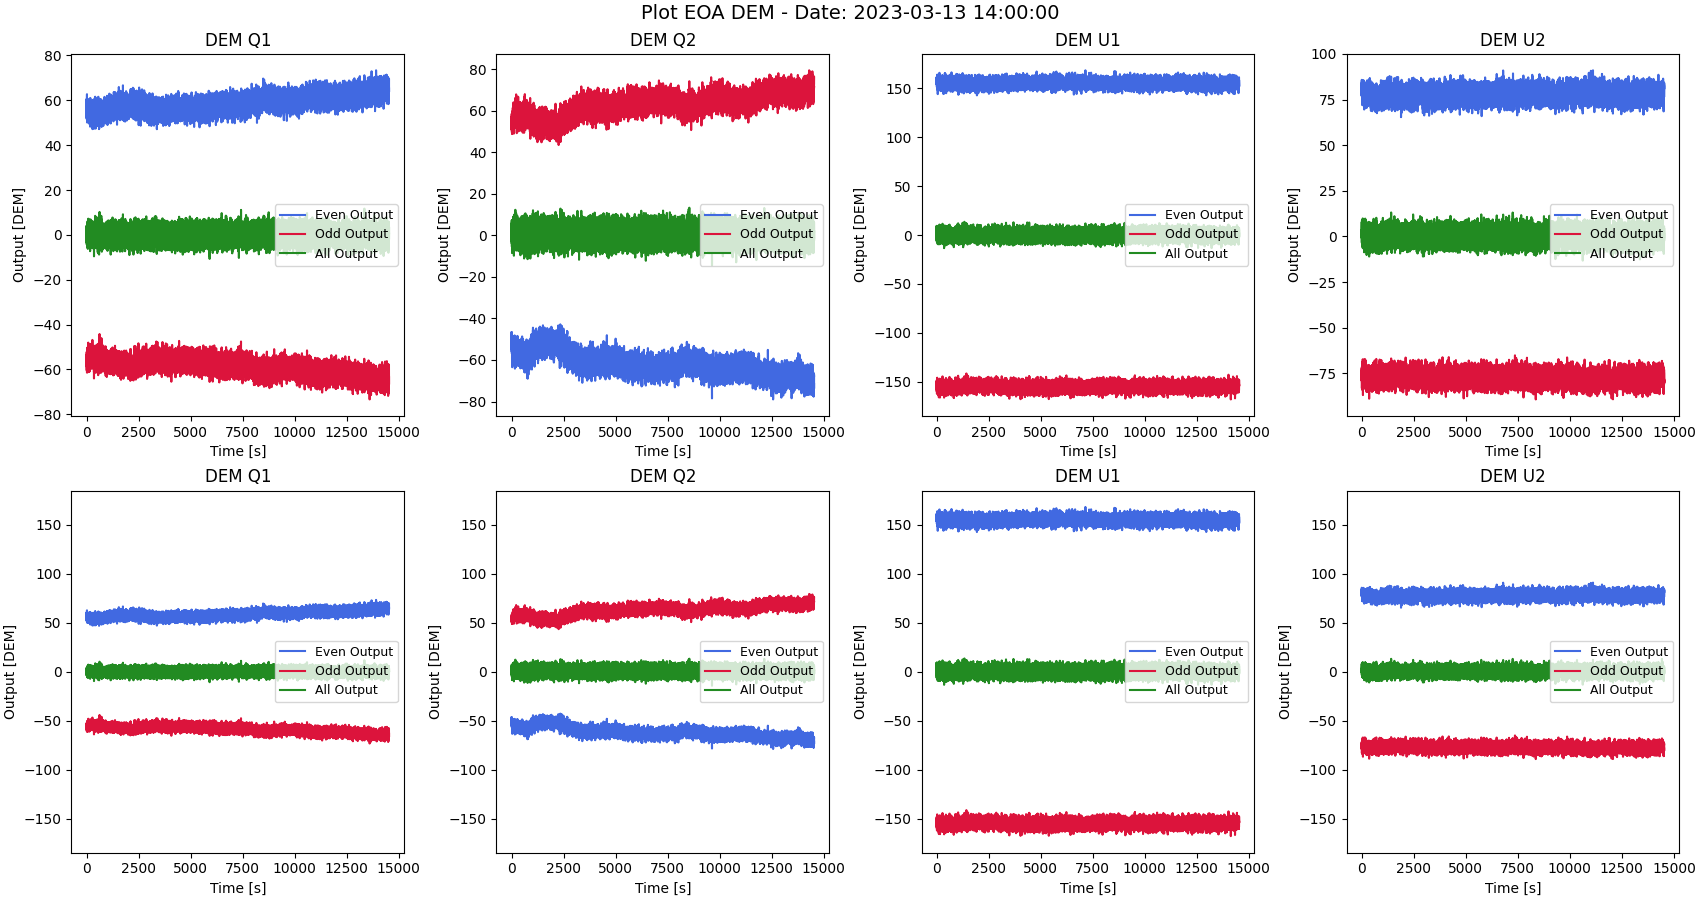 Plot EOA DEM - Date: 2023-03-13 14:00:00
DEM Q1
80
60
40
20
0
−20
−40
−60
−80
Output [DEM]
Even Output
Odd Output
All Output
0 2500 5000 7500 10000 12500 15000
Time [s]
DEM Q2
80
60
40
20
0
−20
−40
−60
−80
Output [DEM]
Even Output
Odd Output
All Output
0 2500 5000 7500 10000 12500 15000
Time [s]
DEM U1
150
100
50
0
−50
−100
−150
Output [DEM]
Even Output
Odd Output
All Output
0 2500 5000 7500 10000 12500 15000
Time [s]
DEM U2
100
75
50
25
0
−25
−50
−75
Output [DEM]
Even Output
Odd Output
All Output
0 2500 5000 7500 10000 12500 15000
Time [s]
DEM Q1
150
100
50
0
−50
−100
−150
Output [DEM]
Even Output
Odd Output
All Output
0 2500 5000 7500 10000 12500 15000
Time [s]
DEM Q2
150
100
50
0
−50
−100
−150
Output [DEM]
Even Output
Odd Output
All Output
0 2500 5000 7500 10000 12500 15000
Time [s]
DEM U1
150
100
50
0
−50
−100
−150
Output [DEM]
Even Output
Odd Output
All Output
0 2500 5000 7500 10000 12500 15000
Time [s]
DEM U2
150
100
50
0
−50
−100
−150
Output [DEM]
Even Output
Odd Output
All Output
0 2500 5000 7500 10000 12500 15000
Time [s]